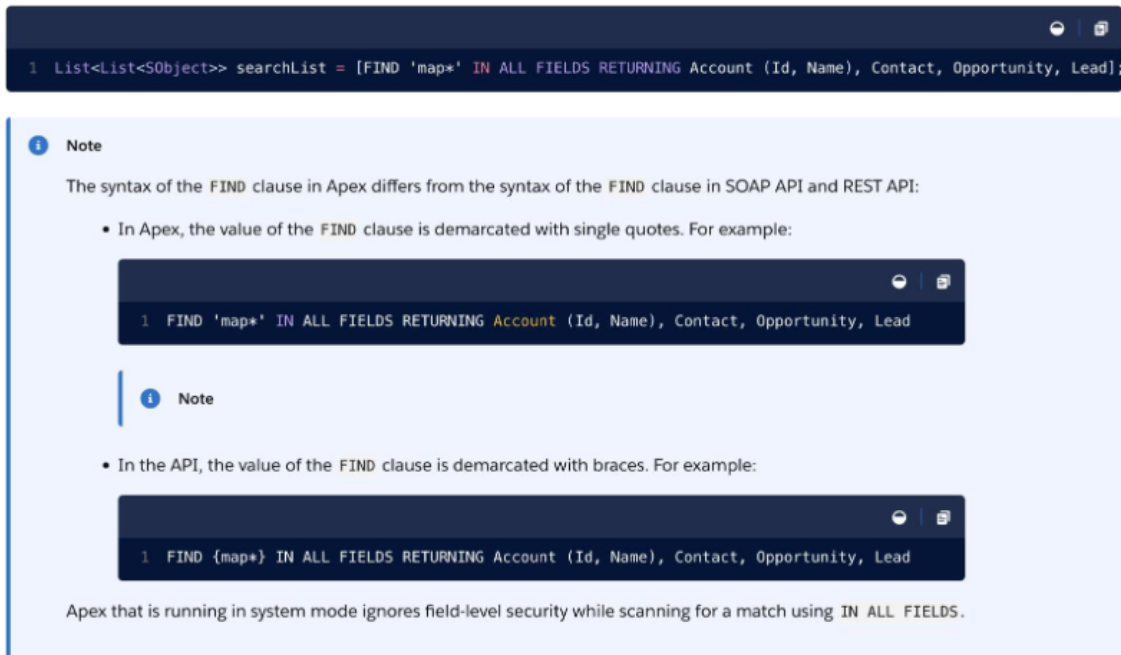 1 List<List<SObject>> searchList = [FIND 'map*' IN ALL FIELDS RETURNING Account (Id, Name), Contact, Opportunity, Lead];
Note
The syntax of the FIND clause in Apex differs from the syntax of the FIND clause in SOAP API and REST API:
• In Apex, the value of the FIND clause is demarcated with single quotes. For example:
1 FIND 'map*' IN ALL FIELDS RETURNING Account (Id, Name), Contact, Opportunity, Lead
Note
• In the API, the value of the FIND clause is demarcated with braces. For example:
1 FIND {map*} IN ALL FIELDS RETURNING Account (Id, Name), Contact, Opportunity, Lead
Apex that is running in system mode ignores field-level security while scanning for a match using IN ALL FIELDS.